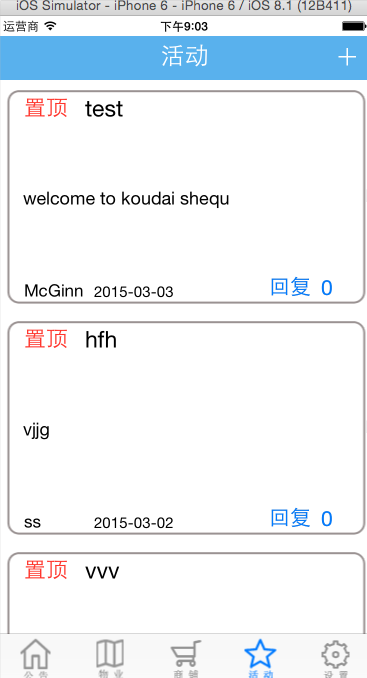 iOS Simulator - iPhone 6 - iPhone 6 / iOS 8.1 (12B411)
运营商 下午9:03
活动 +
置顶 test
welcome to koudai shequ
McGinn 2015-03-03 回复 0
置顶 hfh
vjjg
ss 2015-03-02 回复 0
置顶 vvv
公告 物业 商铺 活动 设置